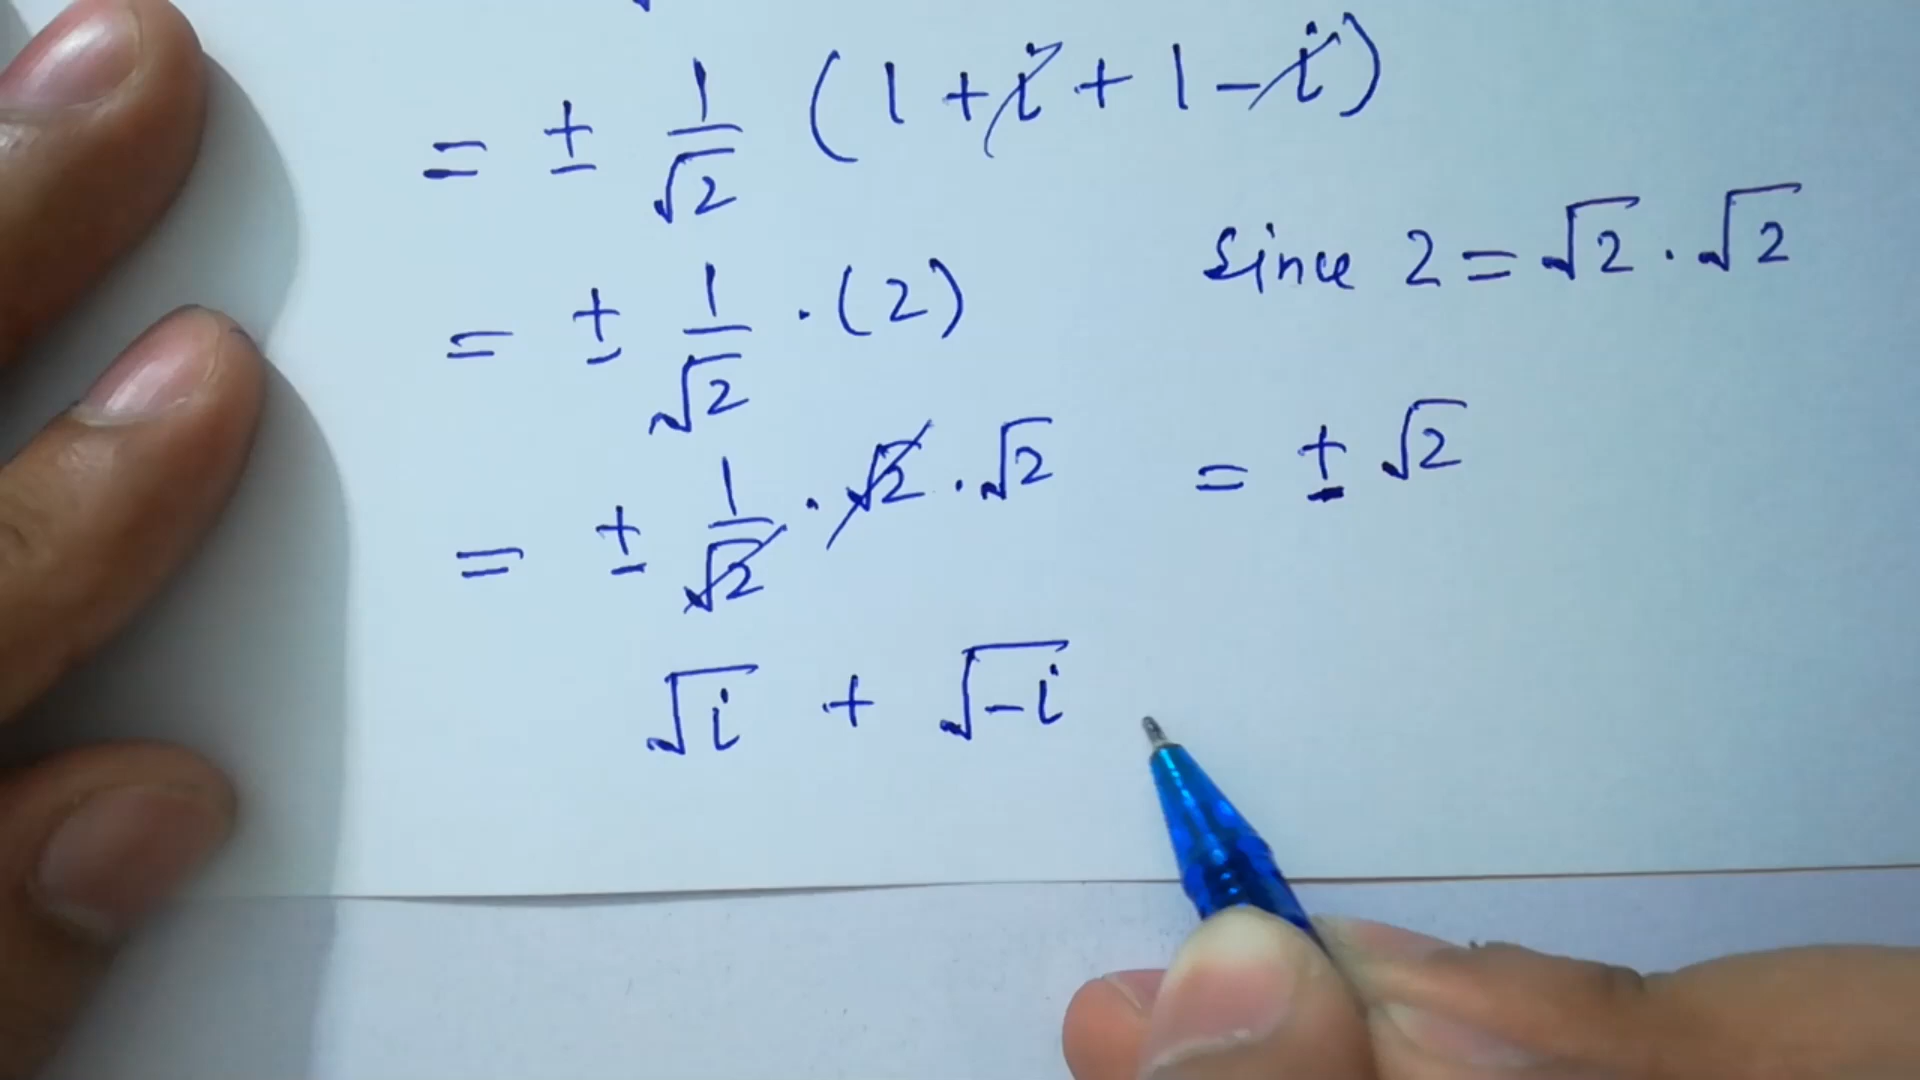 = ± 1/√2 (1 + i + 1 - i)
Since 2 = √2 . √2
= ± 1/√2 . (2)
= ± 1/√2 . √2 . √2 = ± √2
√i + √-i